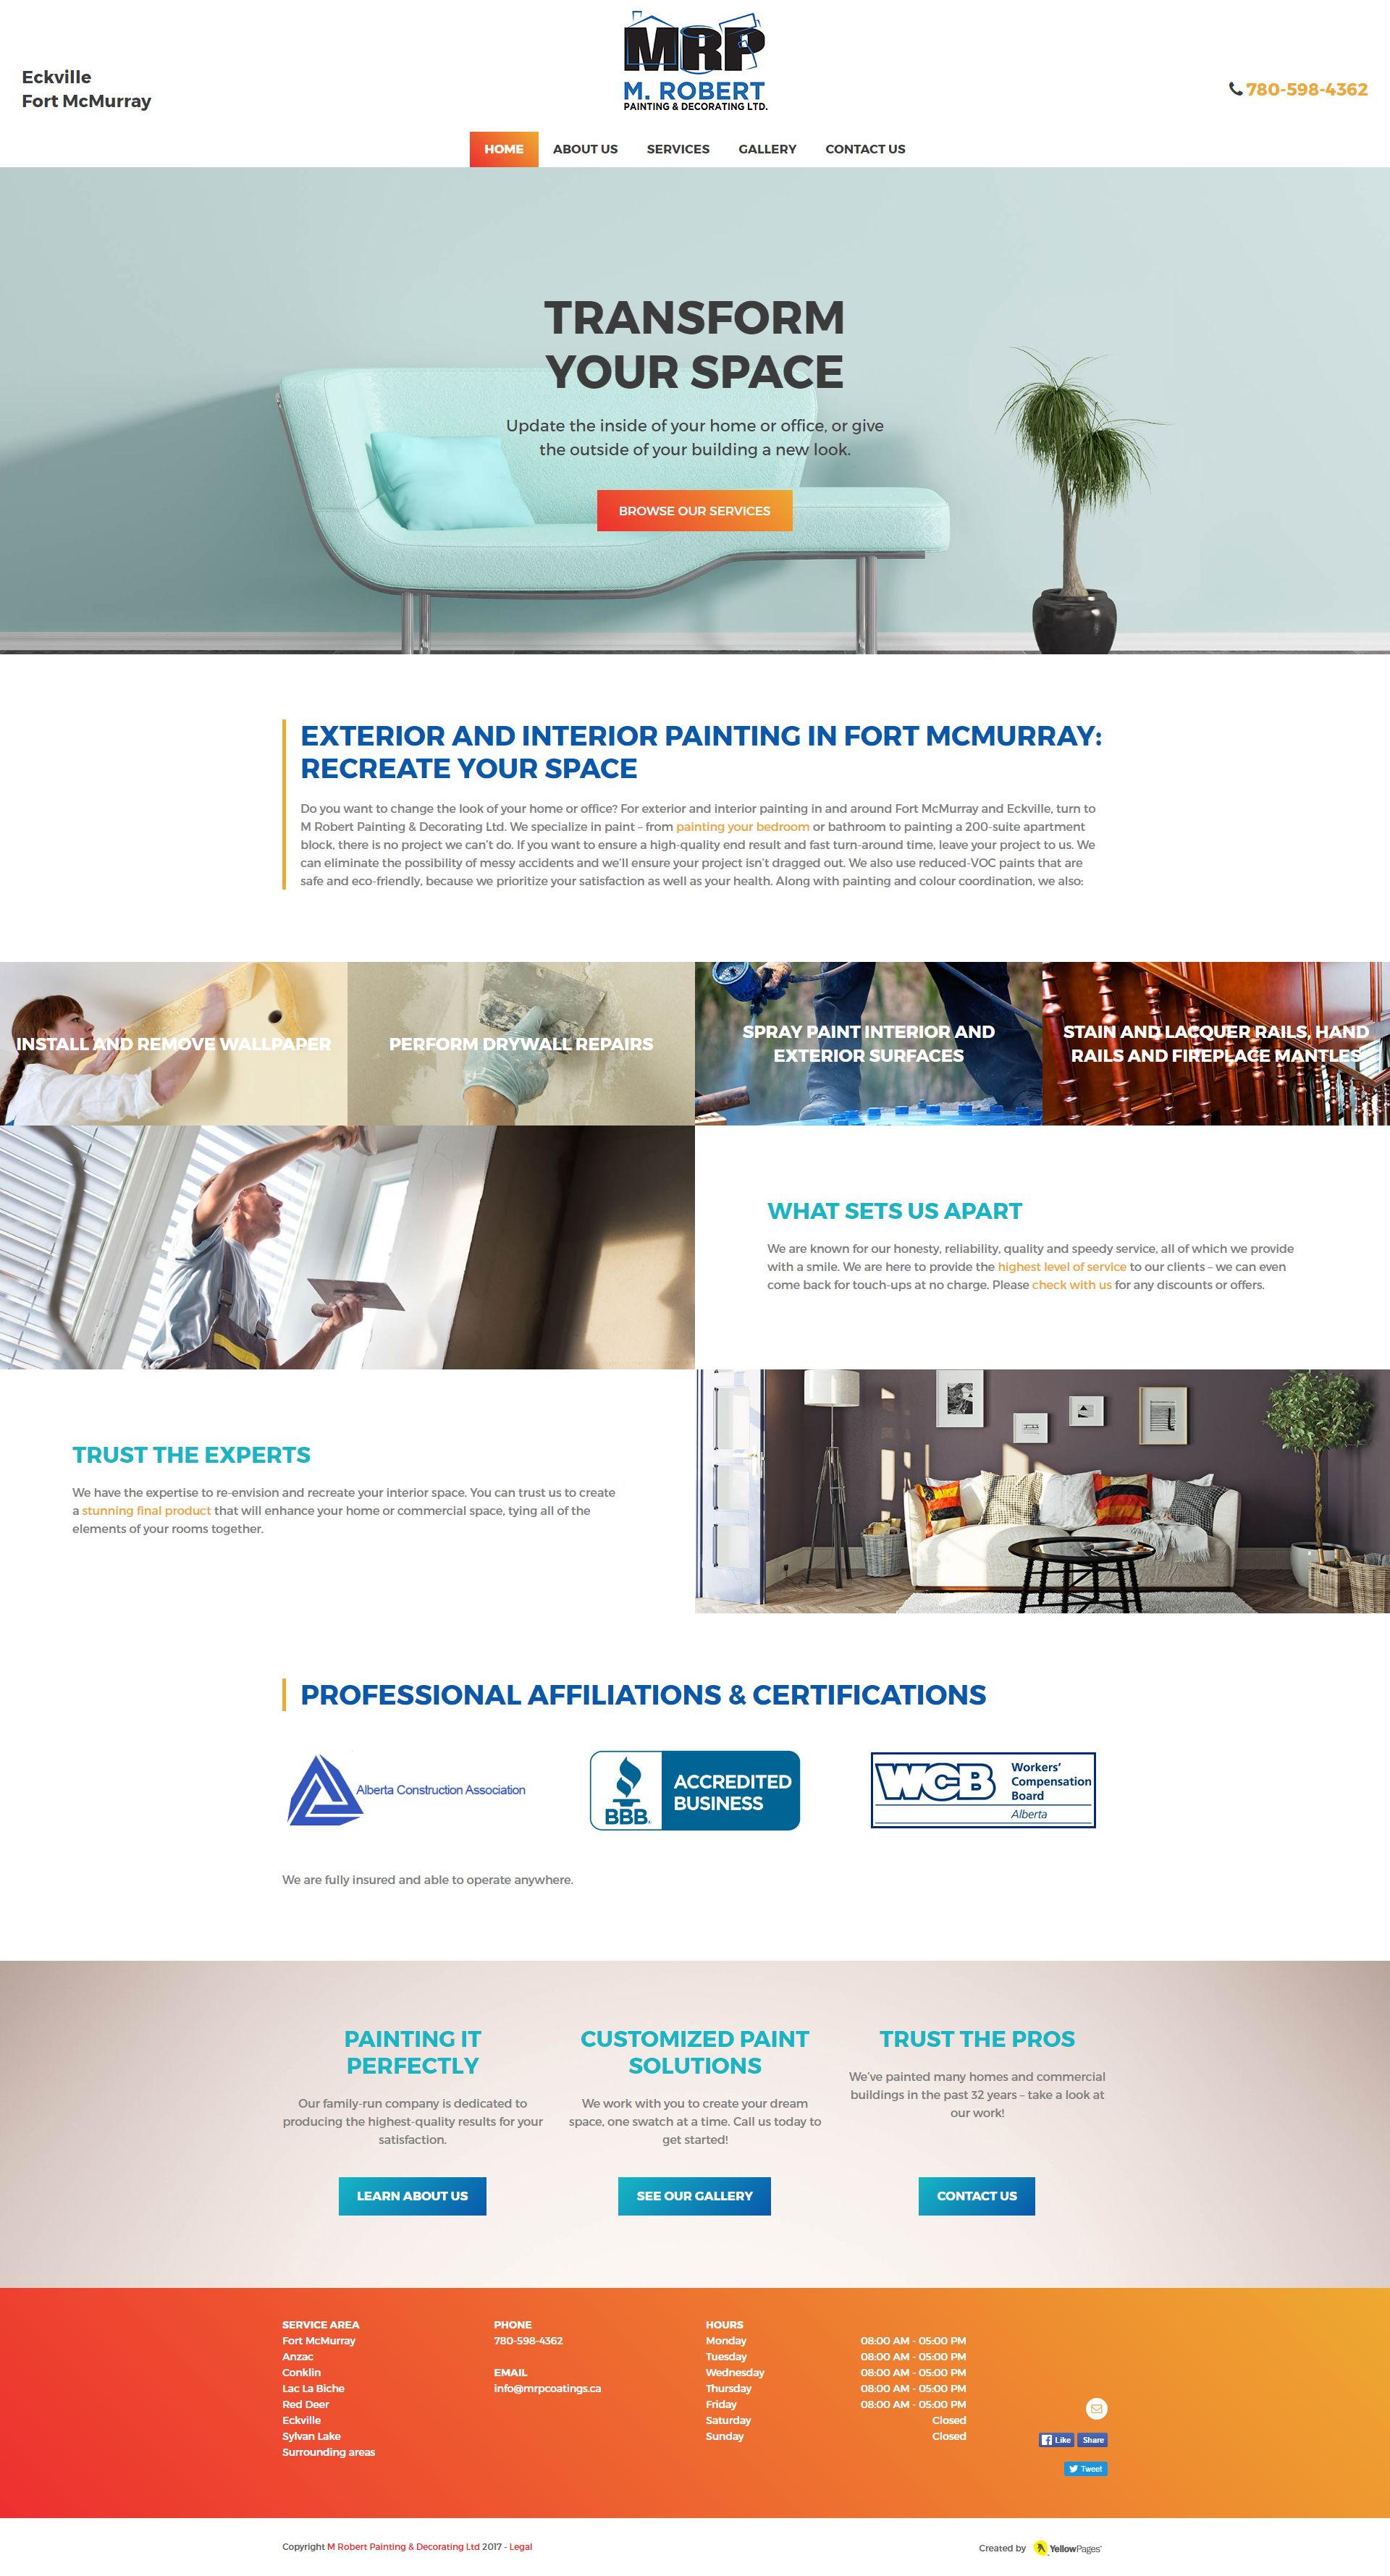 Eckville
Fort McMurray
MRP
M. ROBERT
PAINTING & DECORATING LTD.
780-598-4362
HOME
ABOUT US
SERVICES
GALLERY
CONTACT US
TRANSFORM
YOUR SPACE
Update the inside of your home or office, or give
the outside of your building a new look.
BROWSE OUR SERVICES
EXTERIOR AND INTERIOR PAINTING IN FORT MCMURRAY:
RECREATE YOUR SPACE
Do you want to change the look of your home or office? For exterior and interior painting in and around Fort McMurray and Eckville, turn to
M Robert Painting & Decorating Ltd. We specialize in paint – from painting your bedroom or bathroom to painting a 200-suite apartment
block, there is no project we can't do. If you want to ensure a high-quality end result and fast turn-around time, leave your project to us. We
can eliminate the possibility of messy accidents and we'll ensure your project isn't dragged out. We also use reduced-VOC paints that are
safe and eco-friendly, because we prioritize your satisfaction as well as your health. Along with painting and colour coordination, we also:
INSTALL AND REMOVE WALLPAPER
PERFORM DRYWALL REPAIRS
SPRAY PAINT INTERIOR AND
EXTERIOR SURFACES
STAIN AND LACQUER RAILS, HAND
RAILS AND FIREPLACE MANTLES
WHAT SETS US APART
We are known for our honesty, reliability, quality and speedy service, all of which we provide
with a smile. We are here to provide the highest level of service to our clients – we can even
come back for touch-ups at no charge. Please check with us for any discounts or offers.
TRUST THE EXPERTS
We have the expertise to re-envision and recreate your interior space. You can trust us to create
a stunning final product that will enhance your home or commercial space, tying all of the
elements of your rooms together.
PROFESSIONAL AFFILIATIONS & CERTIFICATIONS
Alberta Construction Association
BBB.
ACCREDITED
BUSINESS
WCB
Workers'
Compensation
Board
Alberta
We are fully insured and able to operate anywhere.
PAINTING IT
PERFECTLY
Our family-run company is dedicated to
producing the highest-quality results for your
satisfaction.
LEARN ABOUT US
CUSTOMIZED PAINT
SOLUTIONS
We work with you to create your dream
space, one swatch at a time. Call us today to
get started!
SEE OUR GALLERY
TRUST THE PROS
We've painted many homes and commercial
buildings in the past 32 years – take a look at
our work!
CONTACT US
SERVICE AREA
Fort McMurray
Anzac
Conklin
Lac La Biche
Red Deer
Eckville
Sylvan Lake
Surrounding areas
PHONE
780-598-4362
EMAIL
info@mrpcoatings.ca
HOURS
Monday 08:00 AM - 05:00 PM
Tuesday 08:00 AM - 05:00 PM
Wednesday 08:00 AM - 05:00 PM
Thursday 08:00 AM - 05:00 PM
Friday 08:00 AM - 05:00 PM
Saturday Closed
Sunday Closed
Like
Share
Tweet
Copyright M Robert Painting & Decorating Ltd 2017 - Legal
Created by YellowPages